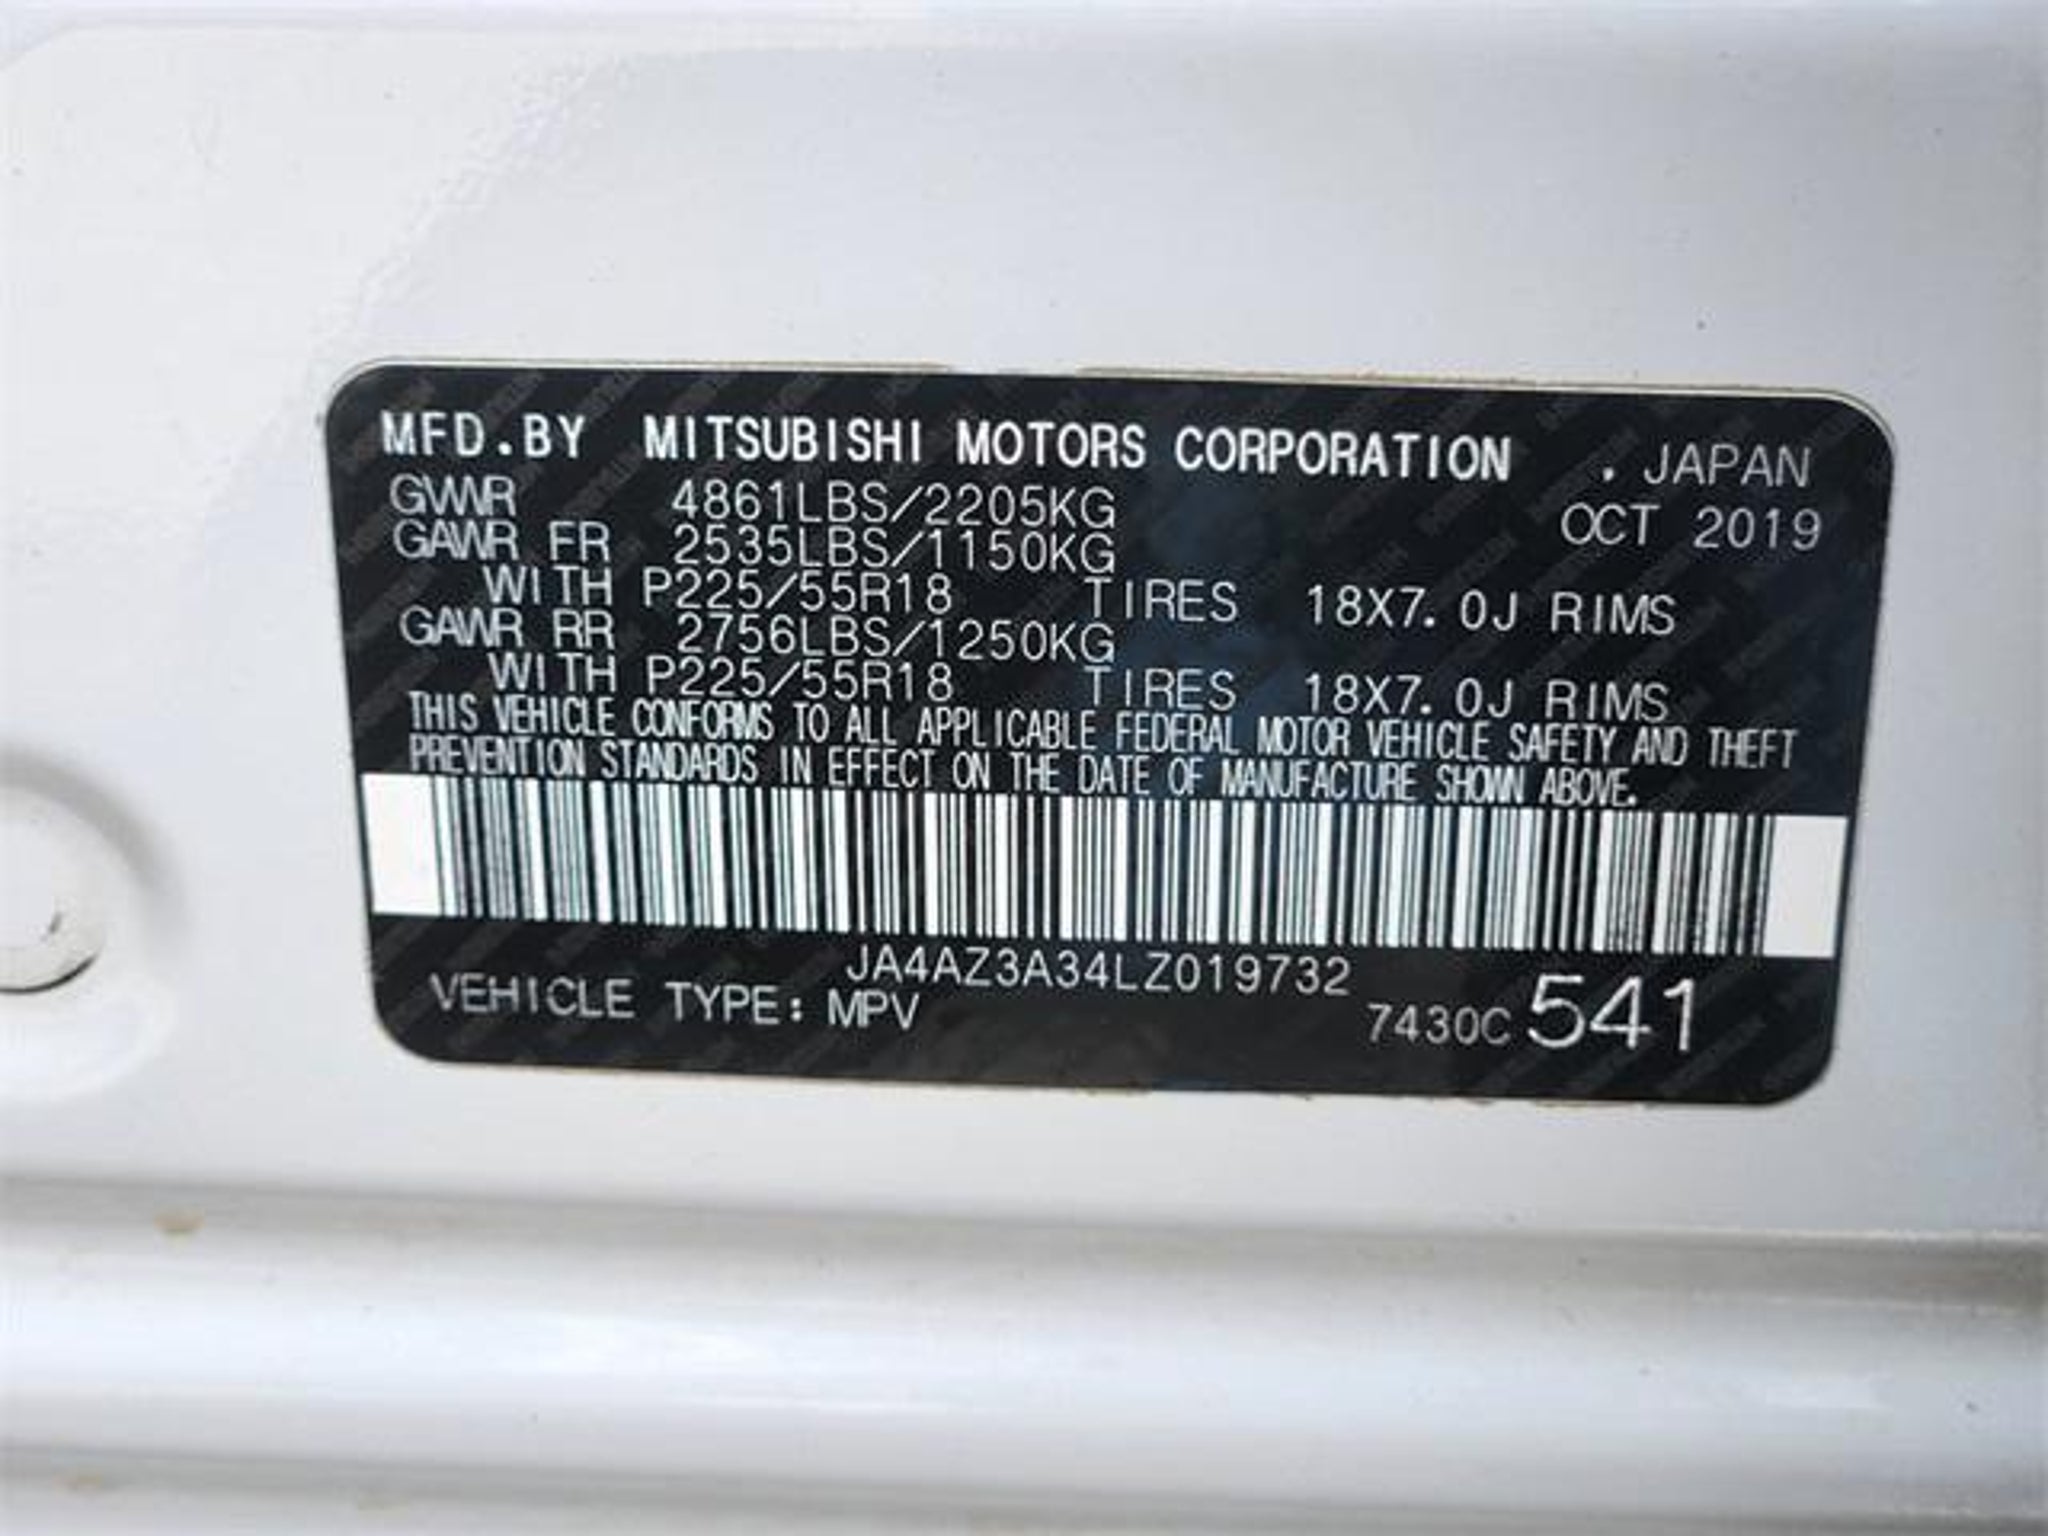 MFD.BY MITSUBISHI MOTORS CORPORATION . JAPAN
GVWR 4861LBS/2205KG OCT 2019
GAWR FR 2535LBS/1150KG
WITH P225/55R18 TIRES 18X7.0J RIMS
GAWR RR 2756LBS/1250KG
WITH P225/55R18 TIRES 18X7.0J RIMS
THIS VEHICLE CONFORMS TO ALL APPLICABLE FEDERAL MOTOR VEHICLE SAFETY AND THEFT
PREVENTION STANDARDS IN EFFECT ON THE DATE OF MANUFACTURE SHOWN ABOVE.
JA4AZ3A34LZ019732
VEHICLE TYPE: MPV 7430C 541